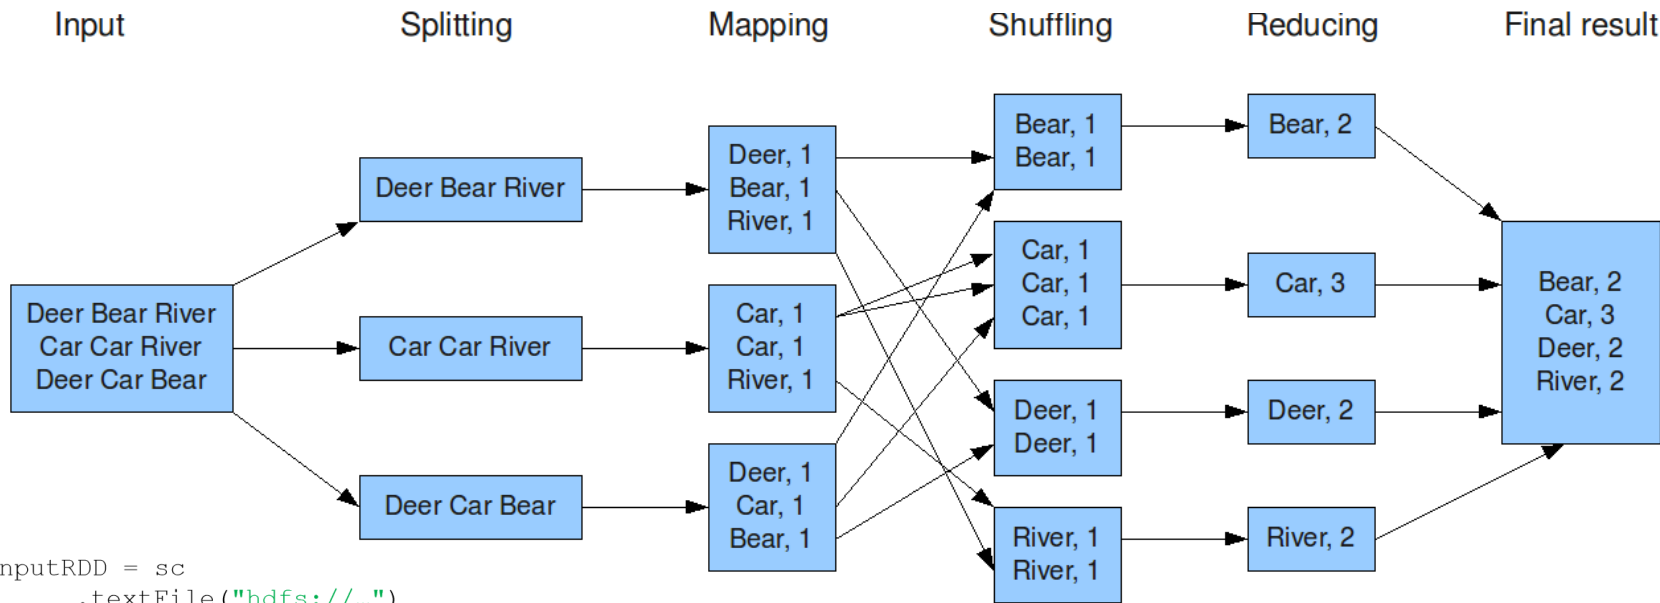 Input Splitting Mapping Shuffling Reducing Final result
Deer Bear River
Car Car River
Deer Car Bear
Deer Bear River
Car Car River
Deer Car Bear
Deer, 1
Bear, 1
River, 1
Car, 1
Car, 1
River, 1
Deer, 1
Car, 1
Bear, 1
Bear, 1
Bear, 1
Car, 1
Car, 1
Car, 1
Deer, 1
Deer, 1
River, 1
River, 1
Bear, 2
Car, 3
Deer, 2
River, 2
Bear, 2
Car, 3
Deer, 2
River, 2
nputRDD = sc
.textFile("hdfs://…")